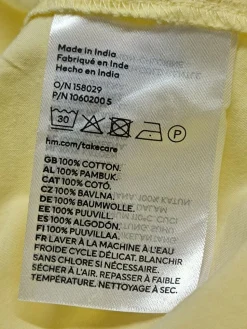 Made in India
Fabriqué en Inde
Hecho en India
O/N 158029
P/N 1060200 S
30
P
hm.com/takecare
GB 100% COTTON.
AL 100% PAMBUK.
CAT 100% COTÓ.
CZ 100% BAVLNA.
DE 100% BAUMWOLLE.
EE 100% PUUVILL.
ES 100% ALGODÓN.
FI 100% PUUVILLAA.
FR LAVER À LA MACHINE À L'EAU
FROIDE CYCLE DÉLICAT. BLANCHIR
SANS CHLORE SI NÉCESSAIRE.
SÉCHER À L'AIR. REPASSER À FAIBLE
TEMPÉRATURE. NETTOYAGE À SEC.